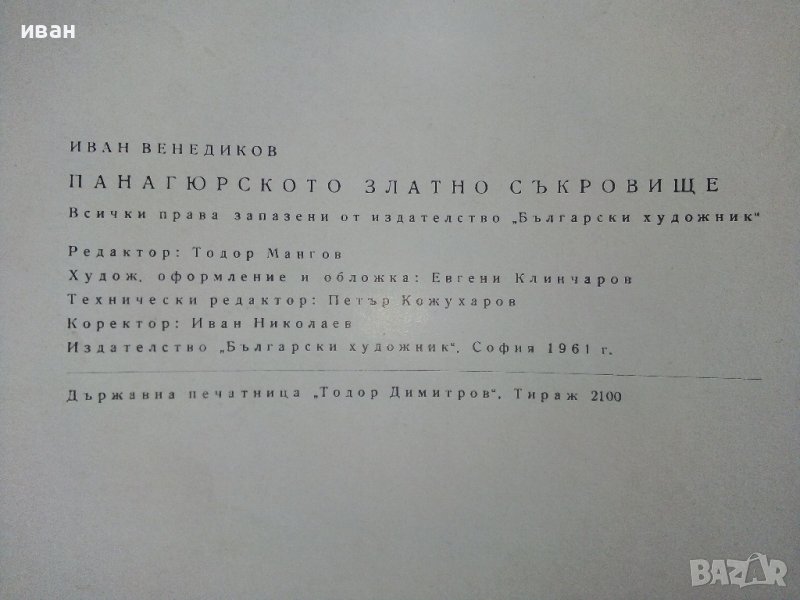 иван
ИВАН ВЕНЕДИКОВ
ПАНАГЮРСКОТО ЗЛАТНО СЪКРОВИЩЕ
Всички права запазени от издателство „Български художник“
Редактор: Тодор Мангов
Худож. оформление и обложка: Евгени Клинчаров
Технически редактор: Петър Кожухаров
Коректор: Иван Николаев
Издателство „Български художник“. София 1961 г.
Държавна печатница „Тодор Димитров“. Тираж 2100
BAZAR